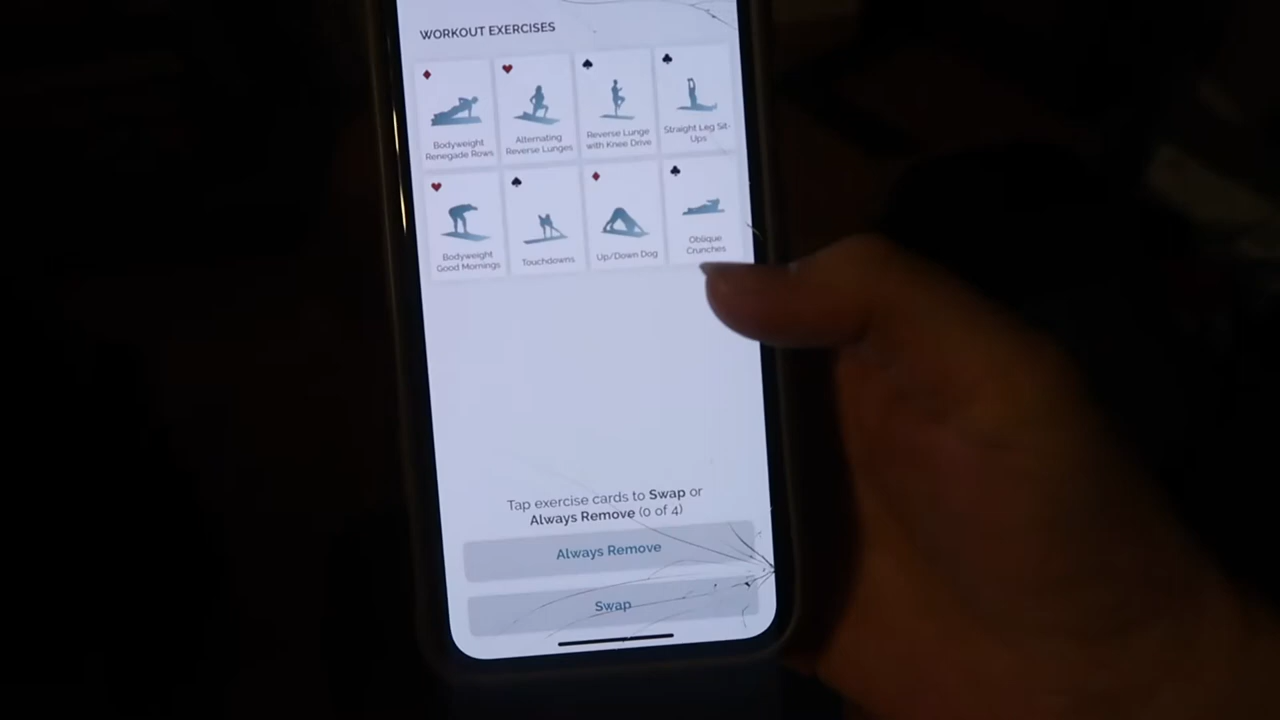 WORKOUT EXERCISES
Bodyweight
Renegade Rows
Alternating
Reverse Lunges
Reverse Lunge
with Knee Drive
Straight Leg Sit-
Ups
Bodyweight
Good Mornings
Touchdowns
Up/Down Dog
Oblique
Crunches
Tap exercise cards to Swap or
Always Remove (0 of 4)
Always Remove
Swap